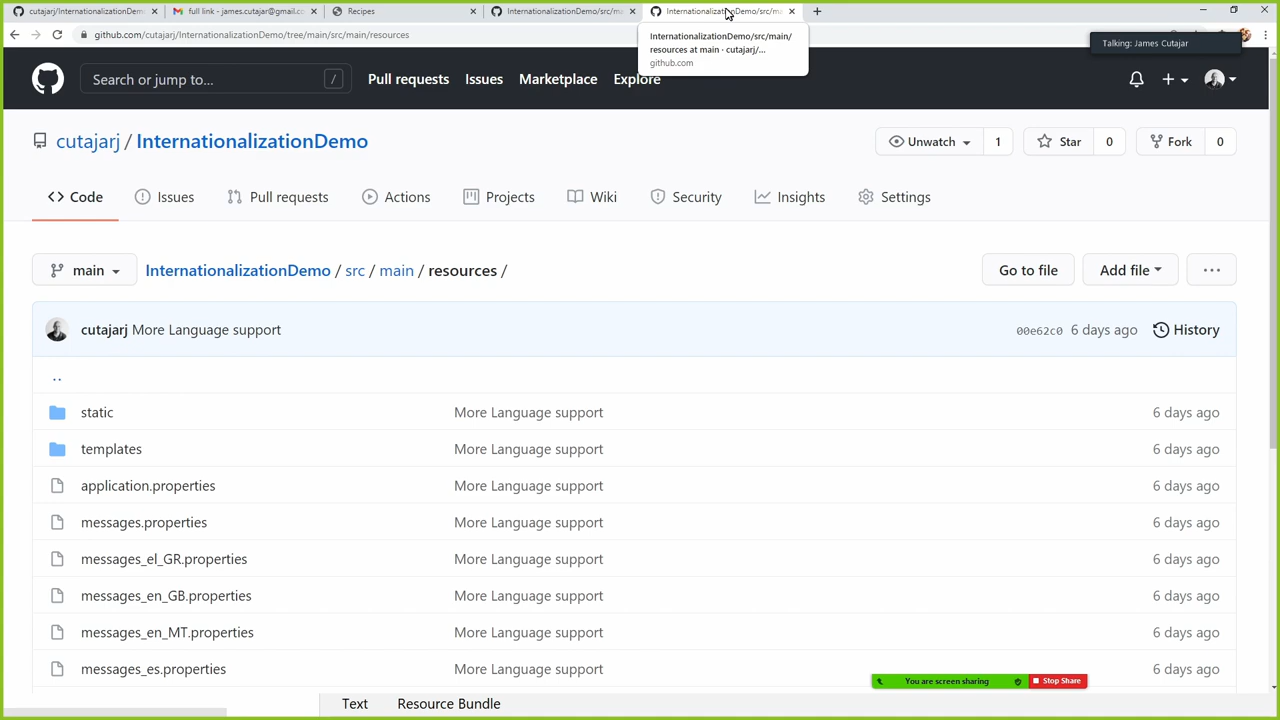 cutajarj/InternationalizationDem
full link - james.cutajar@gmail.co
Recipes
InternationalizationDemo/src/ma
InternationalizationDemo/src/ma
github.com/cutajarj/InternationalizationDemo/tree/main/src/main/resources
InternationalizationDemo/src/main/
resources at main · cutajarj/...
github.com
Talking: James Cutajar
Search or jump to...
/
Pull requests
Issues
Marketplace
Explore
cutajarj / InternationalizationDemo
Unwatch
1
Star
0
Fork
0
Code
Issues
Pull requests
Actions
Projects
Wiki
Security
Insights
Settings
main
InternationalizationDemo / src / main / resources /
Go to file
Add file
...
cutajarj More Language support
00e62c0 6 days ago
History
..
static More Language support 6 days ago
templates More Language support 6 days ago
application.properties More Language support 6 days ago
messages.properties More Language support 6 days ago
messages_el_GR.properties More Language support 6 days ago
messages_en_GB.properties More Language support 6 days ago
messages_en_MT.properties More Language support 6 days ago
messages_es.properties More Language support 6 days ago
You are screen sharing
Stop Share
Text
Resource Bundle